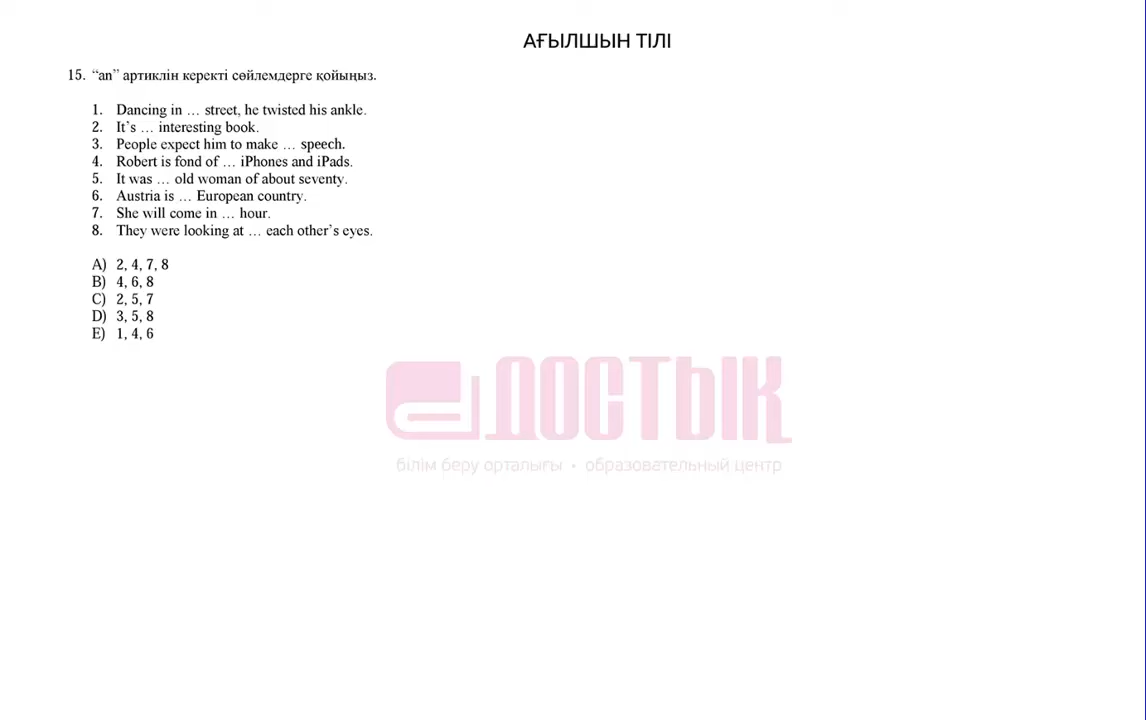 АҒЫЛШЫН ТІЛІ
15. “an” артиклін керекті сөйлемдерге қойыңыз.
1. Dancing in … street, he twisted his ankle.
2. It’s … interesting book.
3. People expect him to make … speech.
4. Robert is fond of … iPhones and iPads.
5. It was … old woman of about seventy.
6. Austria is … European country.
7. She will come in … hour.
8. They were looking at … each other’s eyes.
A) 2, 4, 7, 8
B) 4, 6, 8
C) 2, 5, 7
D) 3, 5, 8
E) 1, 4, 6
ДОСТЫҚ
білім беру орталығы • образовательный центр